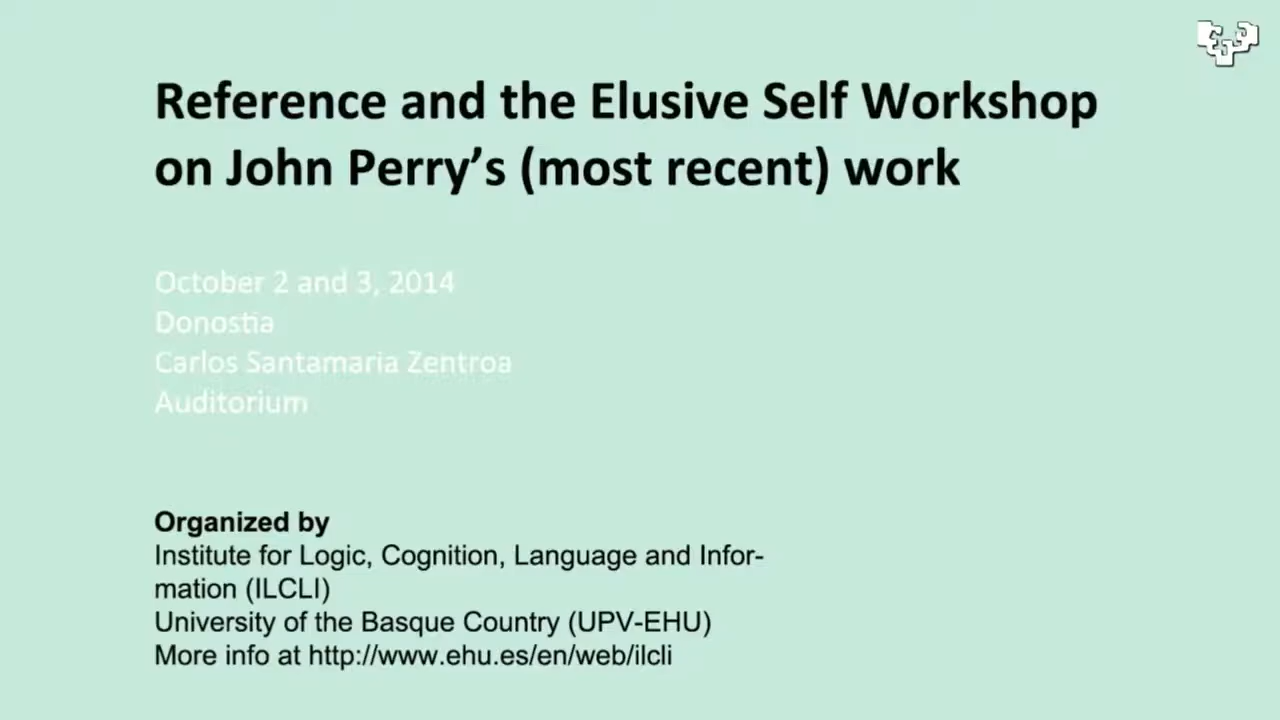 Reference and the Elusive Self Workshop
on John Perry’s (most recent) work
October 2 and 3, 2014
Donostia
Carlos Santamaria Zentroa
Auditorium
Organized by
Institute for Logic, Cognition, Language and Infor-
mation (ILCLI)
University of the Basque Country (UPV-EHU)
More info at http://www.ehu.es/en/web/ilcli